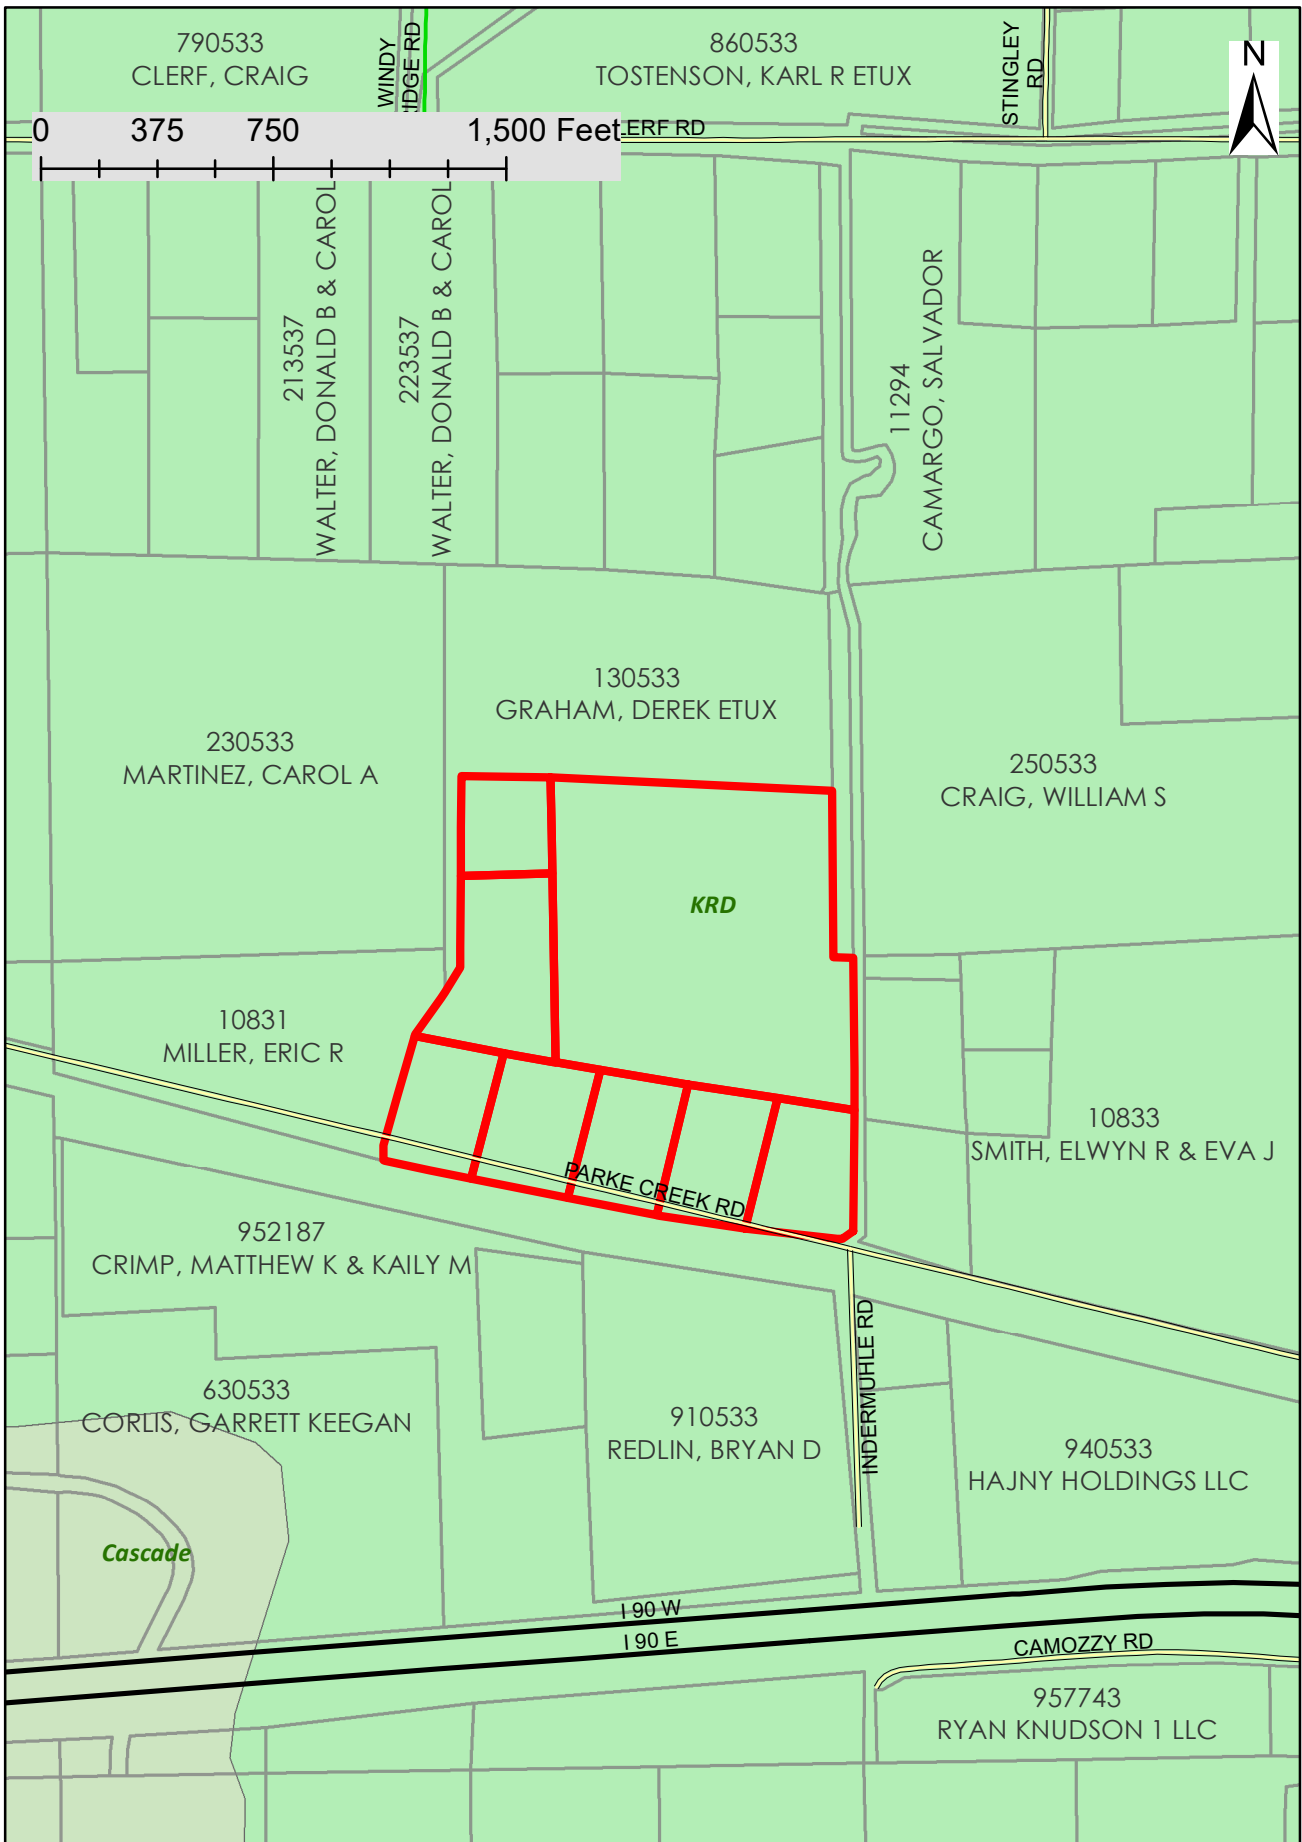 790533
CLERF, CRAIG
WINDY
RIDGE RD
860533
TOSTENSON, KARL R ETUX
STINGLEY
RD
N
0 375 750 1,500 Feet
LERF RD
213537
WALTER, DONALD B & CAROL
223537
WALTER, DONALD B & CAROL
11294
CAMARGO, SALVADOR
130533
GRAHAM, DEREK ETUX
230533
MARTINEZ, CAROL A
250533
CRAIG, WILLIAM S
KRD
10831
MILLER, ERIC R
10833
SMITH, ELWYN R & EVA J
PARKE CREEK RD
952187
CRIMP, MATTHEW K & KAILY M
INDERMUHLE RD
630533
CORLIS, GARRETT KEEGAN
910533
REDLIN, BRYAN D
940533
HAJNY HOLDINGS LLC
Cascade
I 90 W
I 90 E
CAMOZZY RD
957743
RYAN KNUDSON 1 LLC